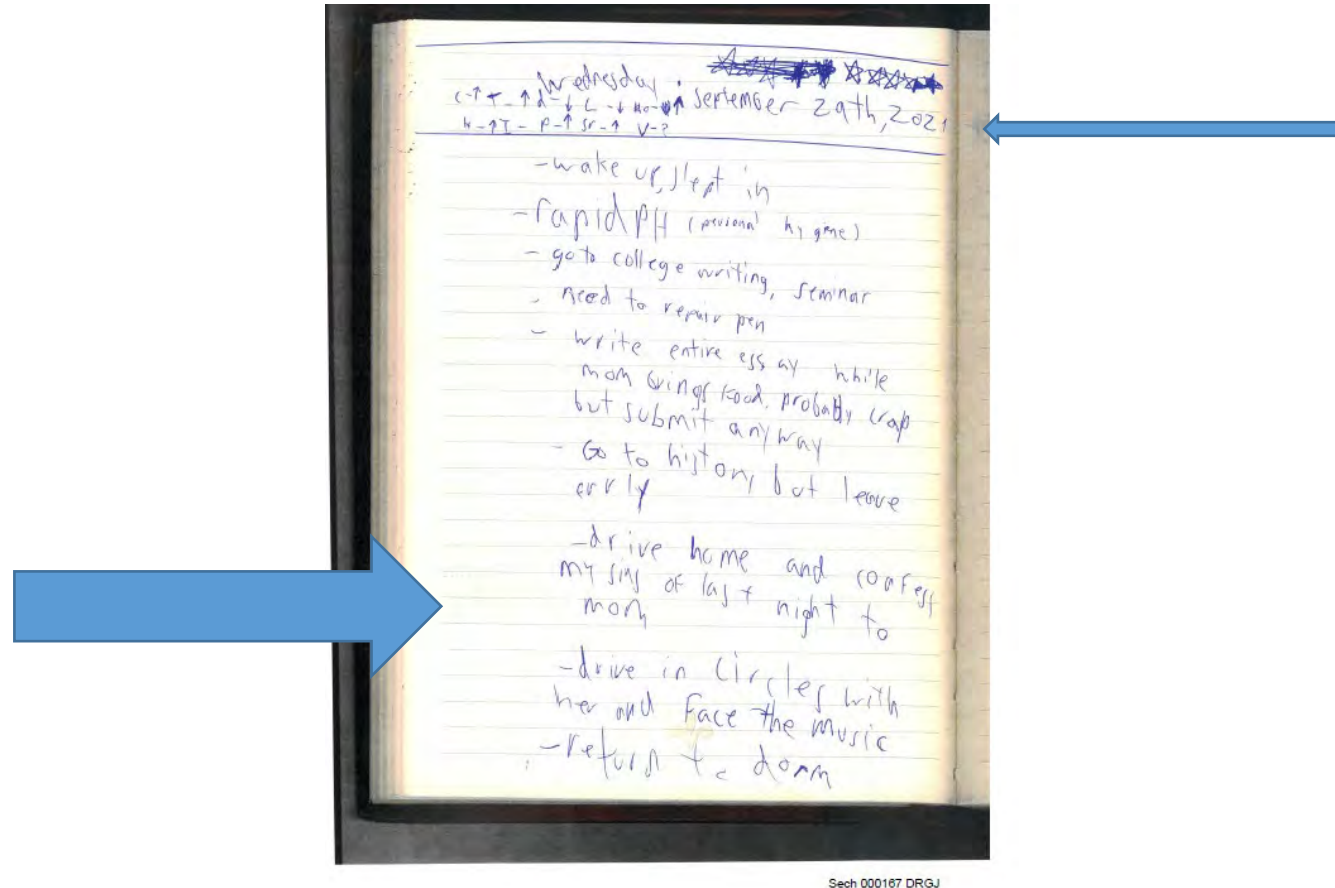 Wednesday.
September 29th, 2021
C-↑ T-↑ d-↓ L-↓ Mo-↑
W-↑ I- P-↑ Sr-↑ V-?
-wake up, slept in
-rapid PH (personal hygine)
- go to college writing, seminar
- need to repair pen
- write entire essay while
mom brings food. probably crap
but submit anyway
- Go to history but leave
early
-drive home and confess
my sins of last night to
mom
-drive in circles with
her and face the music
-return to dorm
Sech 000167 DRGJ